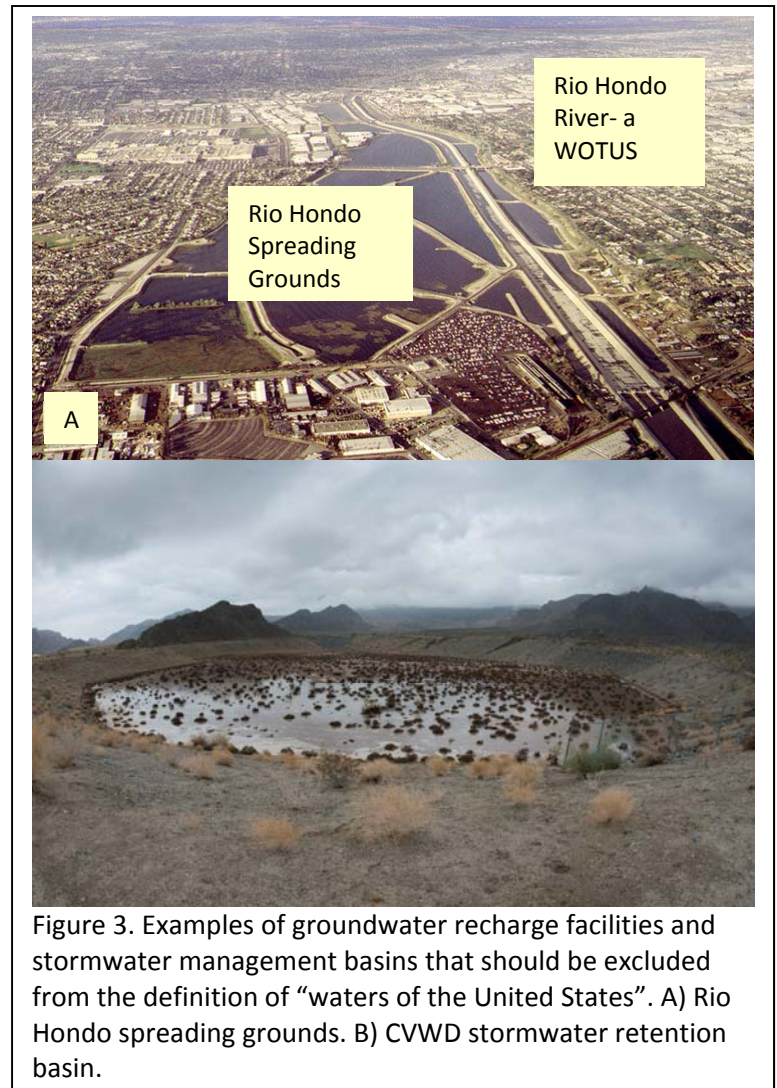 Rio Hondo
River- a
WOTUS
Rio Hondo
Spreading
Grounds
A
Figure 3. Examples of groundwater recharge facilities and
stormwater management basins that should be excluded
from the definition of “waters of the United States”. A) Rio
Hondo spreading grounds. B) CVWD stormwater retention
basin.